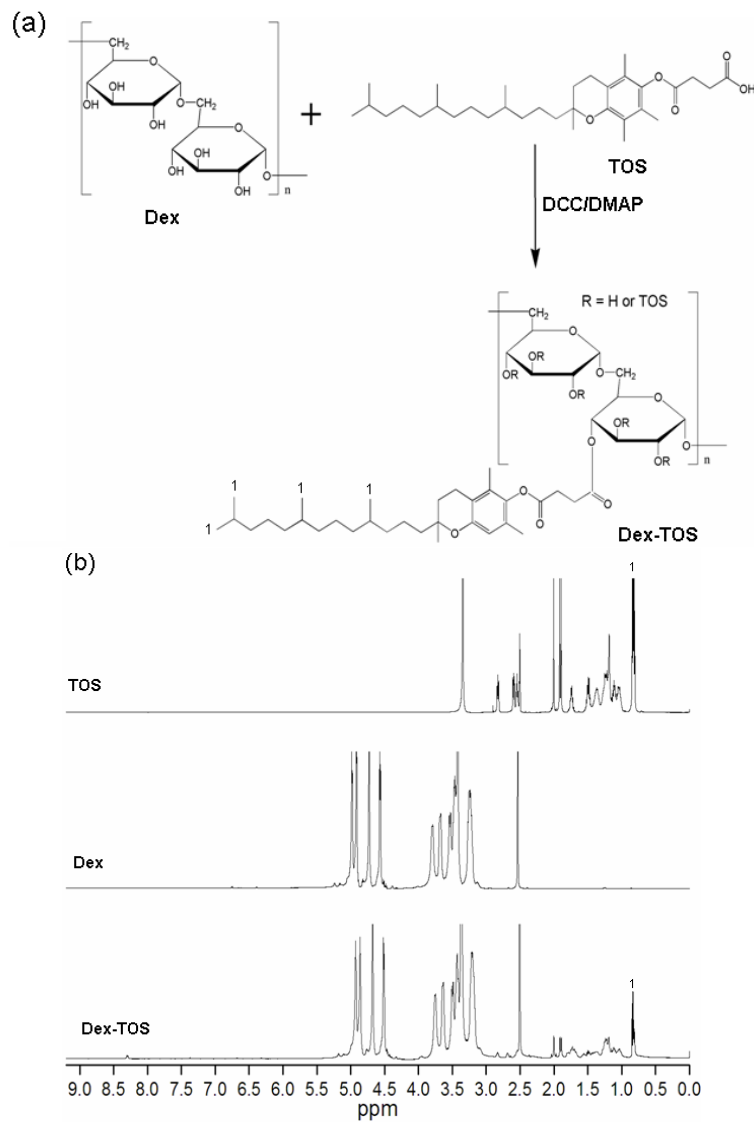 (a)
CH₂
O
OH
OH
OH
O
CH₂
O
OH
OH
OH
O
n
Dex
+
O
O
O
O
OH
TOS
DCC/DMAP
R = H or TOS
CH₂
O
OR
OR
OR
O
CH₂
O
OR
OR
O
O
n
1
1
1
1
O
O
O
O
Dex-TOS
(b)
1
TOS
Dex
1
Dex-TOS
9.0 8.5 8.0 7.5 7.0 6.5 6.0 5.5 5.0 4.5 4.0 3.5 3.0 2.5 2.0 1.5 1.0 0.5 0.0
ppm